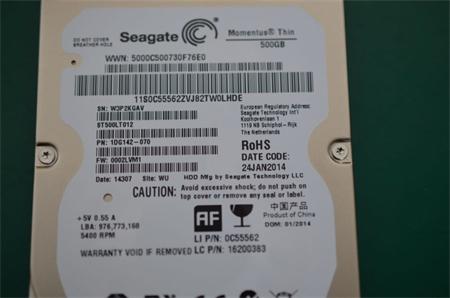 DO NOT COVER
BREATHER HOLE
Seagate
Momentus® Thin
500GB
WWN: 5000C500730F76E0
11S0C55562ZVJ82TW0LHDE
SN: W3P2KGAV
ST500LT012
PN: 1DG142-070
FW: 0002LVM1
European Regulatory Address:
Seagate Technology Int'l
Koolhovenlaan 1
1119 NB Schiphol - Rijk
The Netherlands
RoHS
DATE CODE:
24JAN2014
Date: 14307 Site: WU HDD Mfg by Seagate Technology LLC
CAUTION: Avoid excessive shock; do not push on
top cover or remove any label or screws
+5V 0.55 A
LBA: 976,773,168
5400 RPM
AF
中国产品
Product of China
DOM: 01/2014
LI P/N: 0C55562
WARRANTY VOID IF REMOVED LC P/N: 16200383